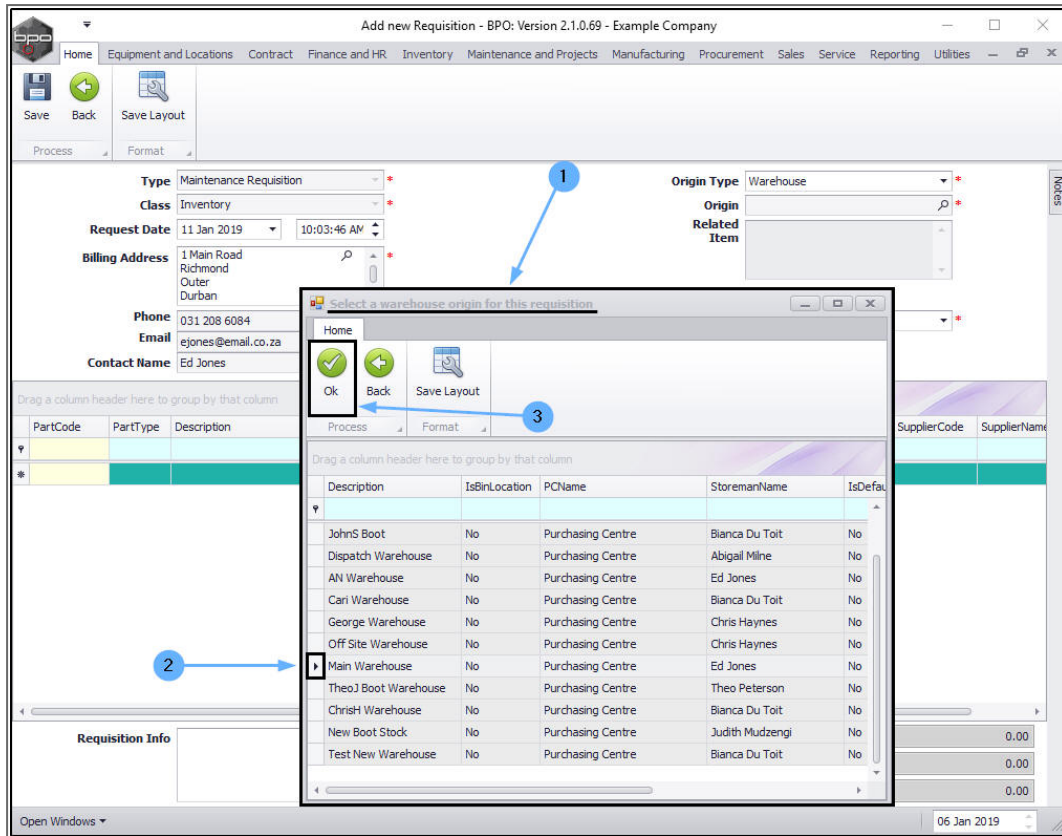 Add new Requisition - BPO: Version 2.1.0.69 - Example Company
bpo
Home Equipment and Locations Contract Finance and HR Inventory Maintenance and Projects Manufacturing Procurement Sales Service Reporting Utilities
Save Back Save Layout
Process Format
Type Maintenance Requisition * Origin Type Warehouse *
Class Inventory * Origin *
Request Date 11 Jan 2019 10:03:46 AM Related
Item
Billing Address 1 Main Road *
Richmond
Outer
Durban
Notes
1
Phone 031 208 6084 *
Email ejones@email.co.za
Contact Name Ed Jones
Drag a column header here to group by that column
PartCode PartType Description SupplierCode SupplierName
Select a warehouse origin for this requisition
Home
Ok Back Save Layout
Process Format
3
Drag a column header here to group by that column
Description IsBinLocation PCName StoremanName IsDefau
JohnS Boot No Purchasing Centre Bianca Du Toit No
Dispatch Warehouse No Purchasing Centre Abigail Milne No
AN Warehouse No Purchasing Centre Ed Jones No
Cari Warehouse No Purchasing Centre Bianca Du Toit No
George Warehouse No Purchasing Centre Chris Haynes No
Off Site Warehouse No Purchasing Centre Chris Haynes No
2 Main Warehouse No Purchasing Centre Ed Jones No
TheoJ Boot Warehouse No Purchasing Centre Theo Peterson No
ChrisH Warehouse No Purchasing Centre Bianca Du Toit No
New Boot Stock No Purchasing Centre Judith Mudzengi No
Test New Warehouse No Purchasing Centre Bianca Du Toit No
Requisition Info 0.00
0.00
0.00
Open Windows 06 Jan 2019